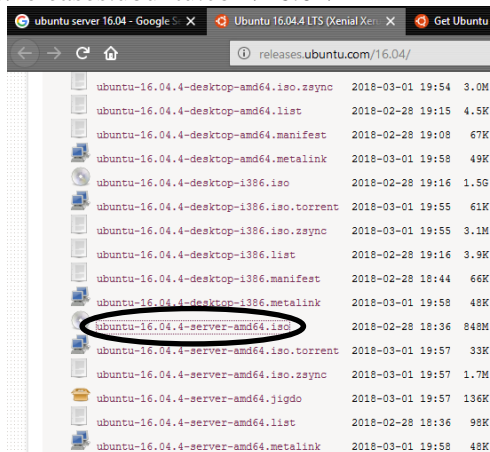 ubuntu server 16.04 - Google Se
Ubuntu 16.04.4 LTS (Xenial Xen
Get Ubuntu
releases.ubuntu.com/16.04/
ubuntu-16.04.4-desktop-amd64.iso.zsync 2018-03-01 19:54 3.0M
ubuntu-16.04.4-desktop-amd64.list 2018-02-28 19:15 4.5K
ubuntu-16.04.4-desktop-amd64.manifest 2018-02-28 19:08 67K
ubuntu-16.04.4-desktop-amd64.metalink 2018-03-01 19:58 49K
ubuntu-16.04.4-desktop-i386.iso 2018-02-28 19:16 1.5G
ubuntu-16.04.4-desktop-i386.iso.torrent 2018-03-01 19:55 61K
ubuntu-16.04.4-desktop-i386.iso.zsync 2018-03-01 19:55 3.1M
ubuntu-16.04.4-desktop-i386.list 2018-02-28 19:16 3.9K
ubuntu-16.04.4-desktop-i386.manifest 2018-02-28 18:44 66K
ubuntu-16.04.4-desktop-i386.metalink 2018-03-01 19:58 48K
ubuntu-16.04.4-server-amd64.iso 2018-02-28 18:36 848M
ubuntu-16.04.4-server-amd64.iso.torrent 2018-03-01 19:57 33K
ubuntu-16.04.4-server-amd64.iso.zsync 2018-03-01 19:57 1.7M
ubuntu-16.04.4-server-amd64.jigdo 2018-03-01 19:57 136K
ubuntu-16.04.4-server-amd64.list 2018-02-28 18:36 98K
ubuntu-16.04.4-server-amd64.metalink 2018-03-01 19:58 48K